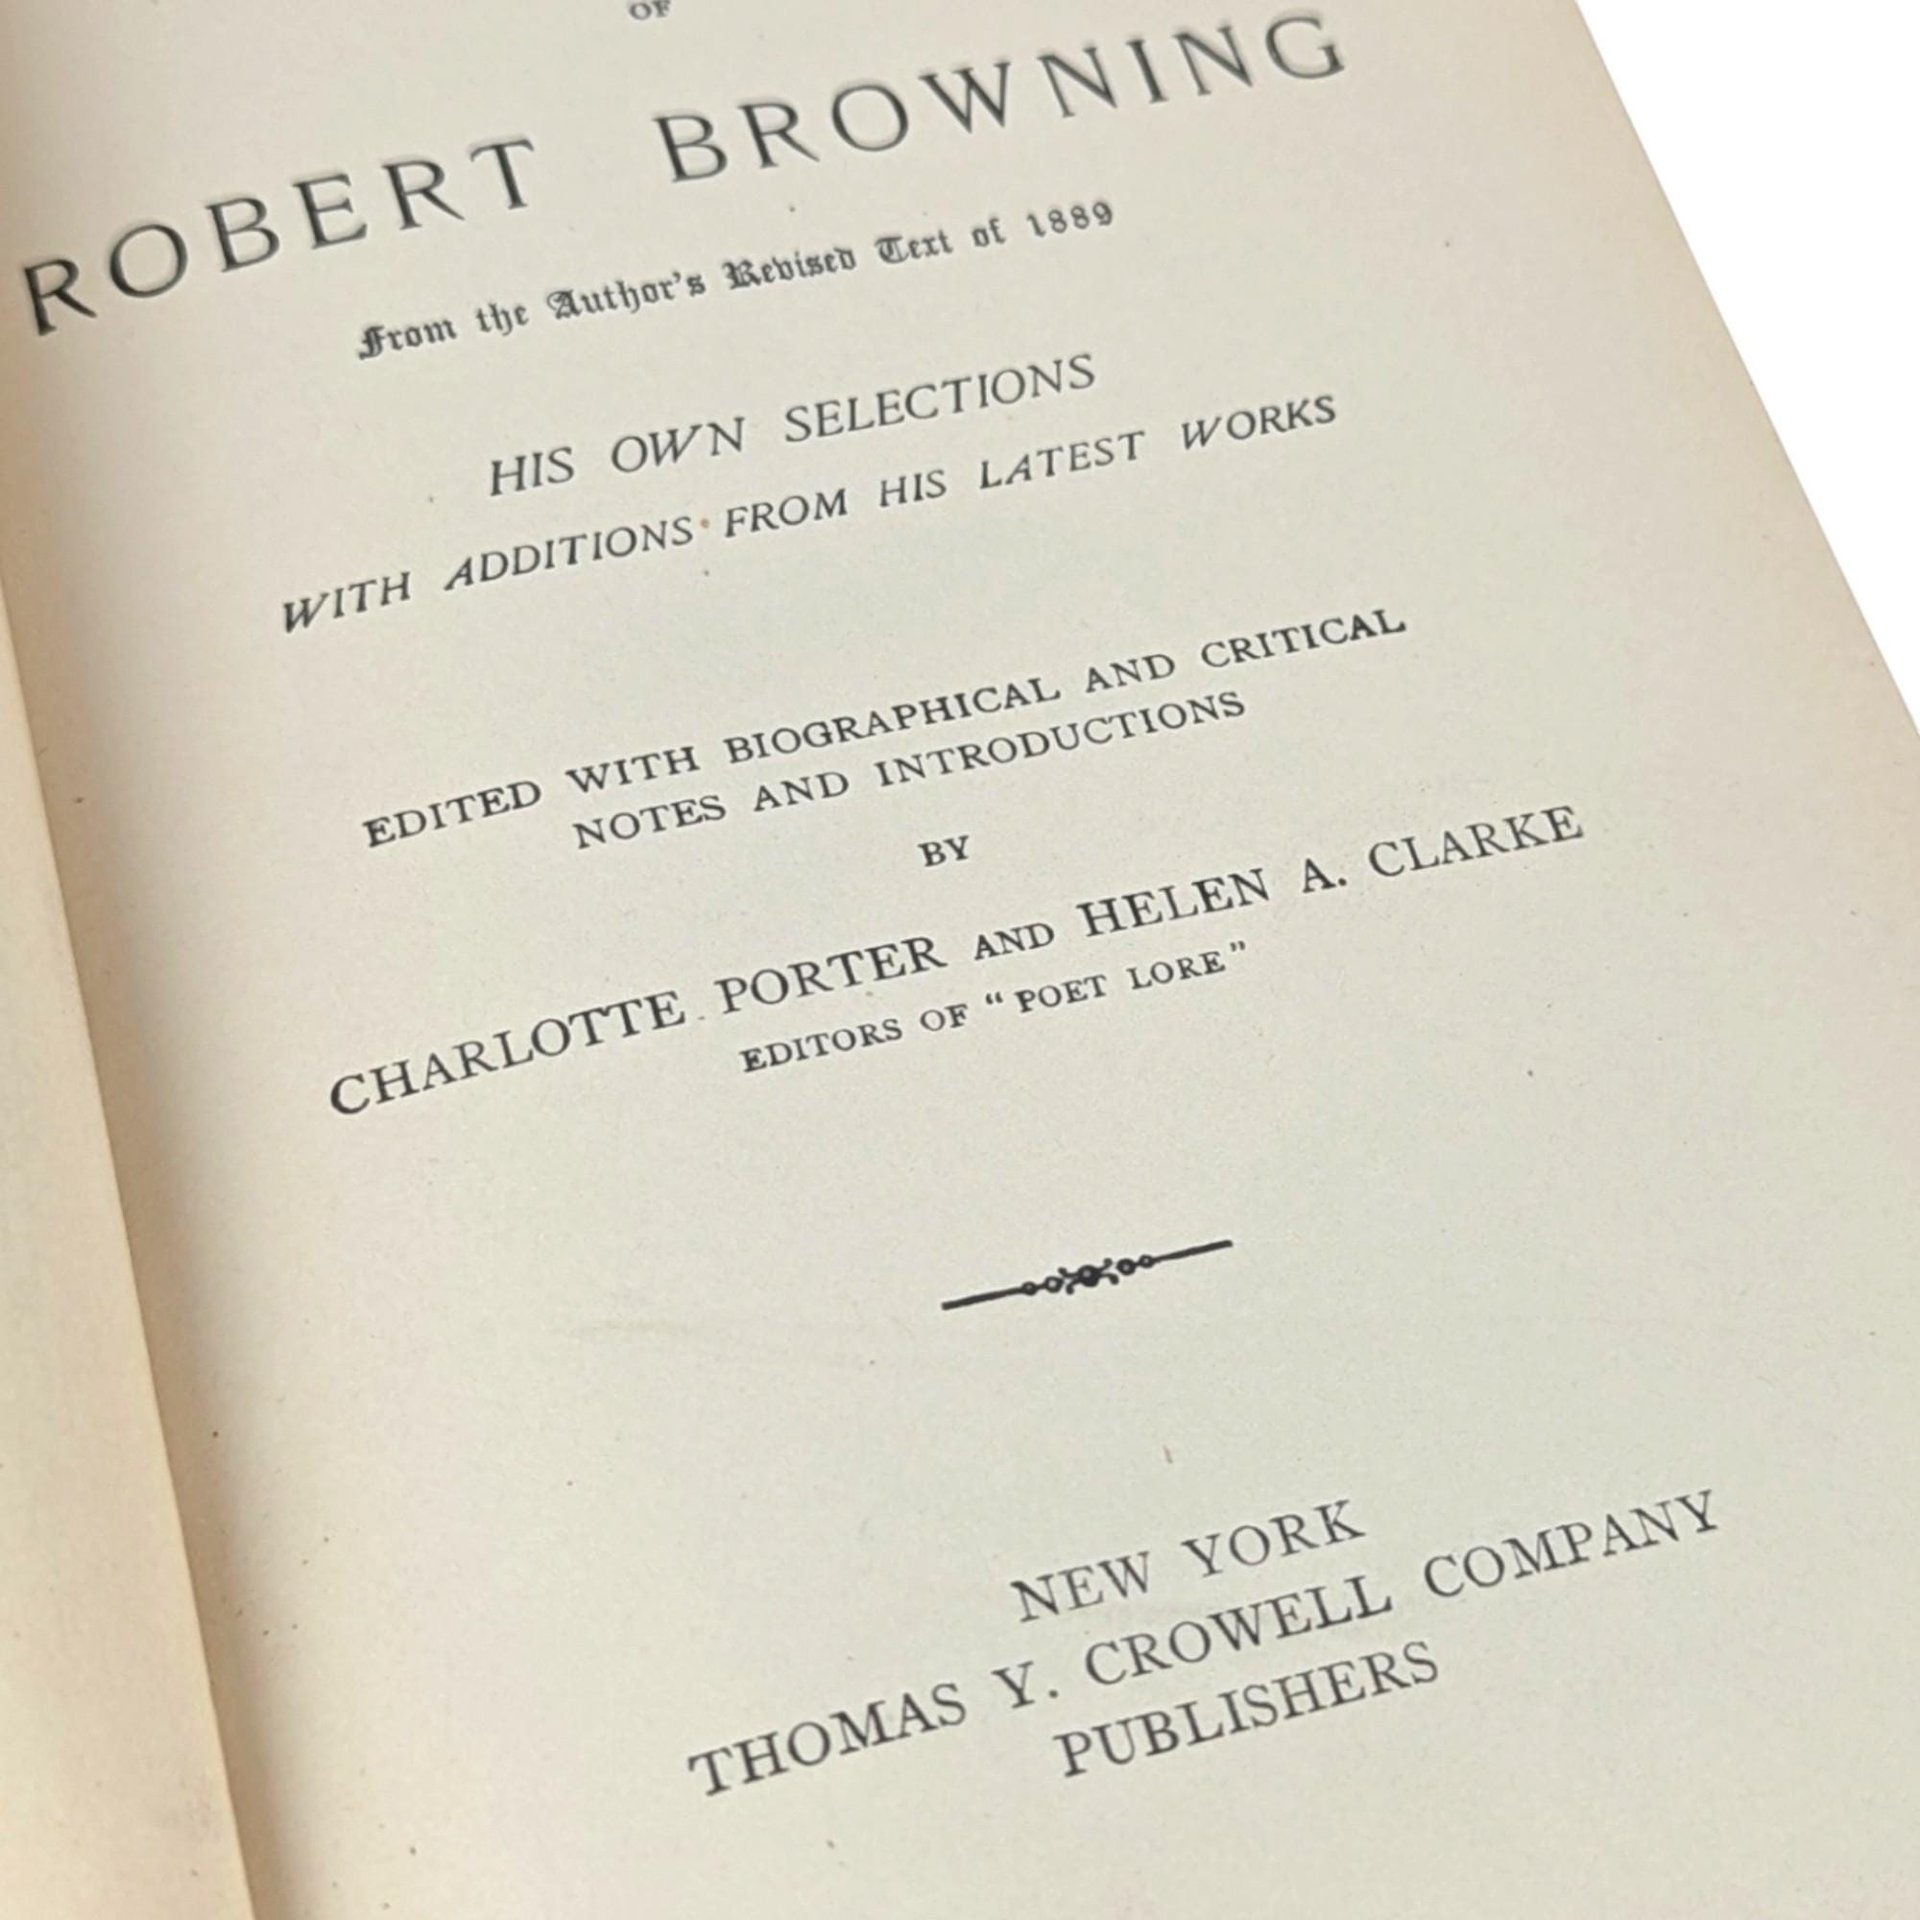 OF
ROBERT BROWNING
From the Author's Revised Text of 1889
HIS OWN SELECTIONS
WITH ADDITIONS FROM HIS LATEST WORKS
EDITED WITH BIOGRAPHICAL AND CRITICAL
NOTES AND INTRODUCTIONS
BY
CHARLOTTE PORTER AND HELEN A. CLARKE
EDITORS OF "POET LORE"
NEW YORK
THOMAS Y. CROWELL COMPANY
PUBLISHERS